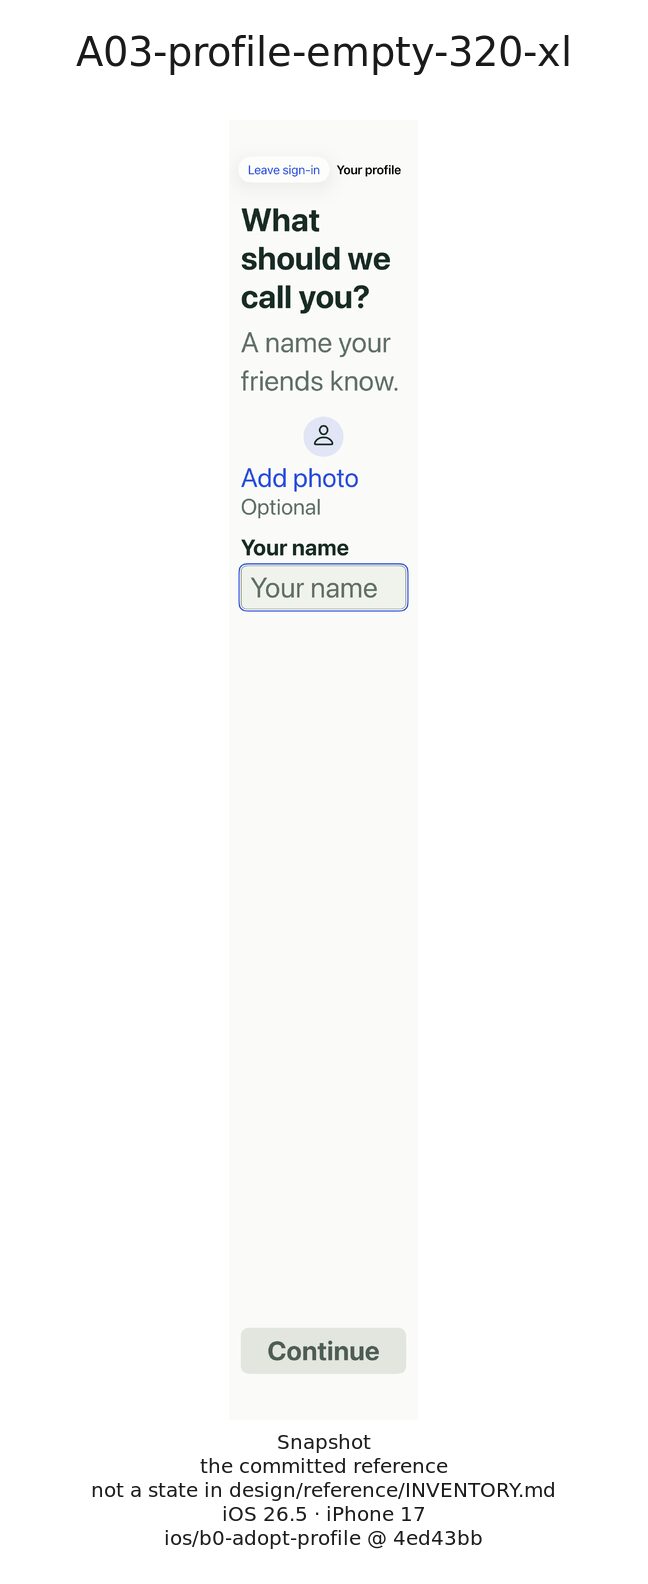 A03-profile-empty-320-xl
Leave sign-in Your profile
What
should we
call you?
A name your
friends know.
Add photo
Optional
Your name
Your name
Continue
Snapshot
the committed reference
not a state in design/reference/INVENTORY.md
iOS 26.5 · iPhone 17
ios/b0-adopt-profile @ 4ed43bb